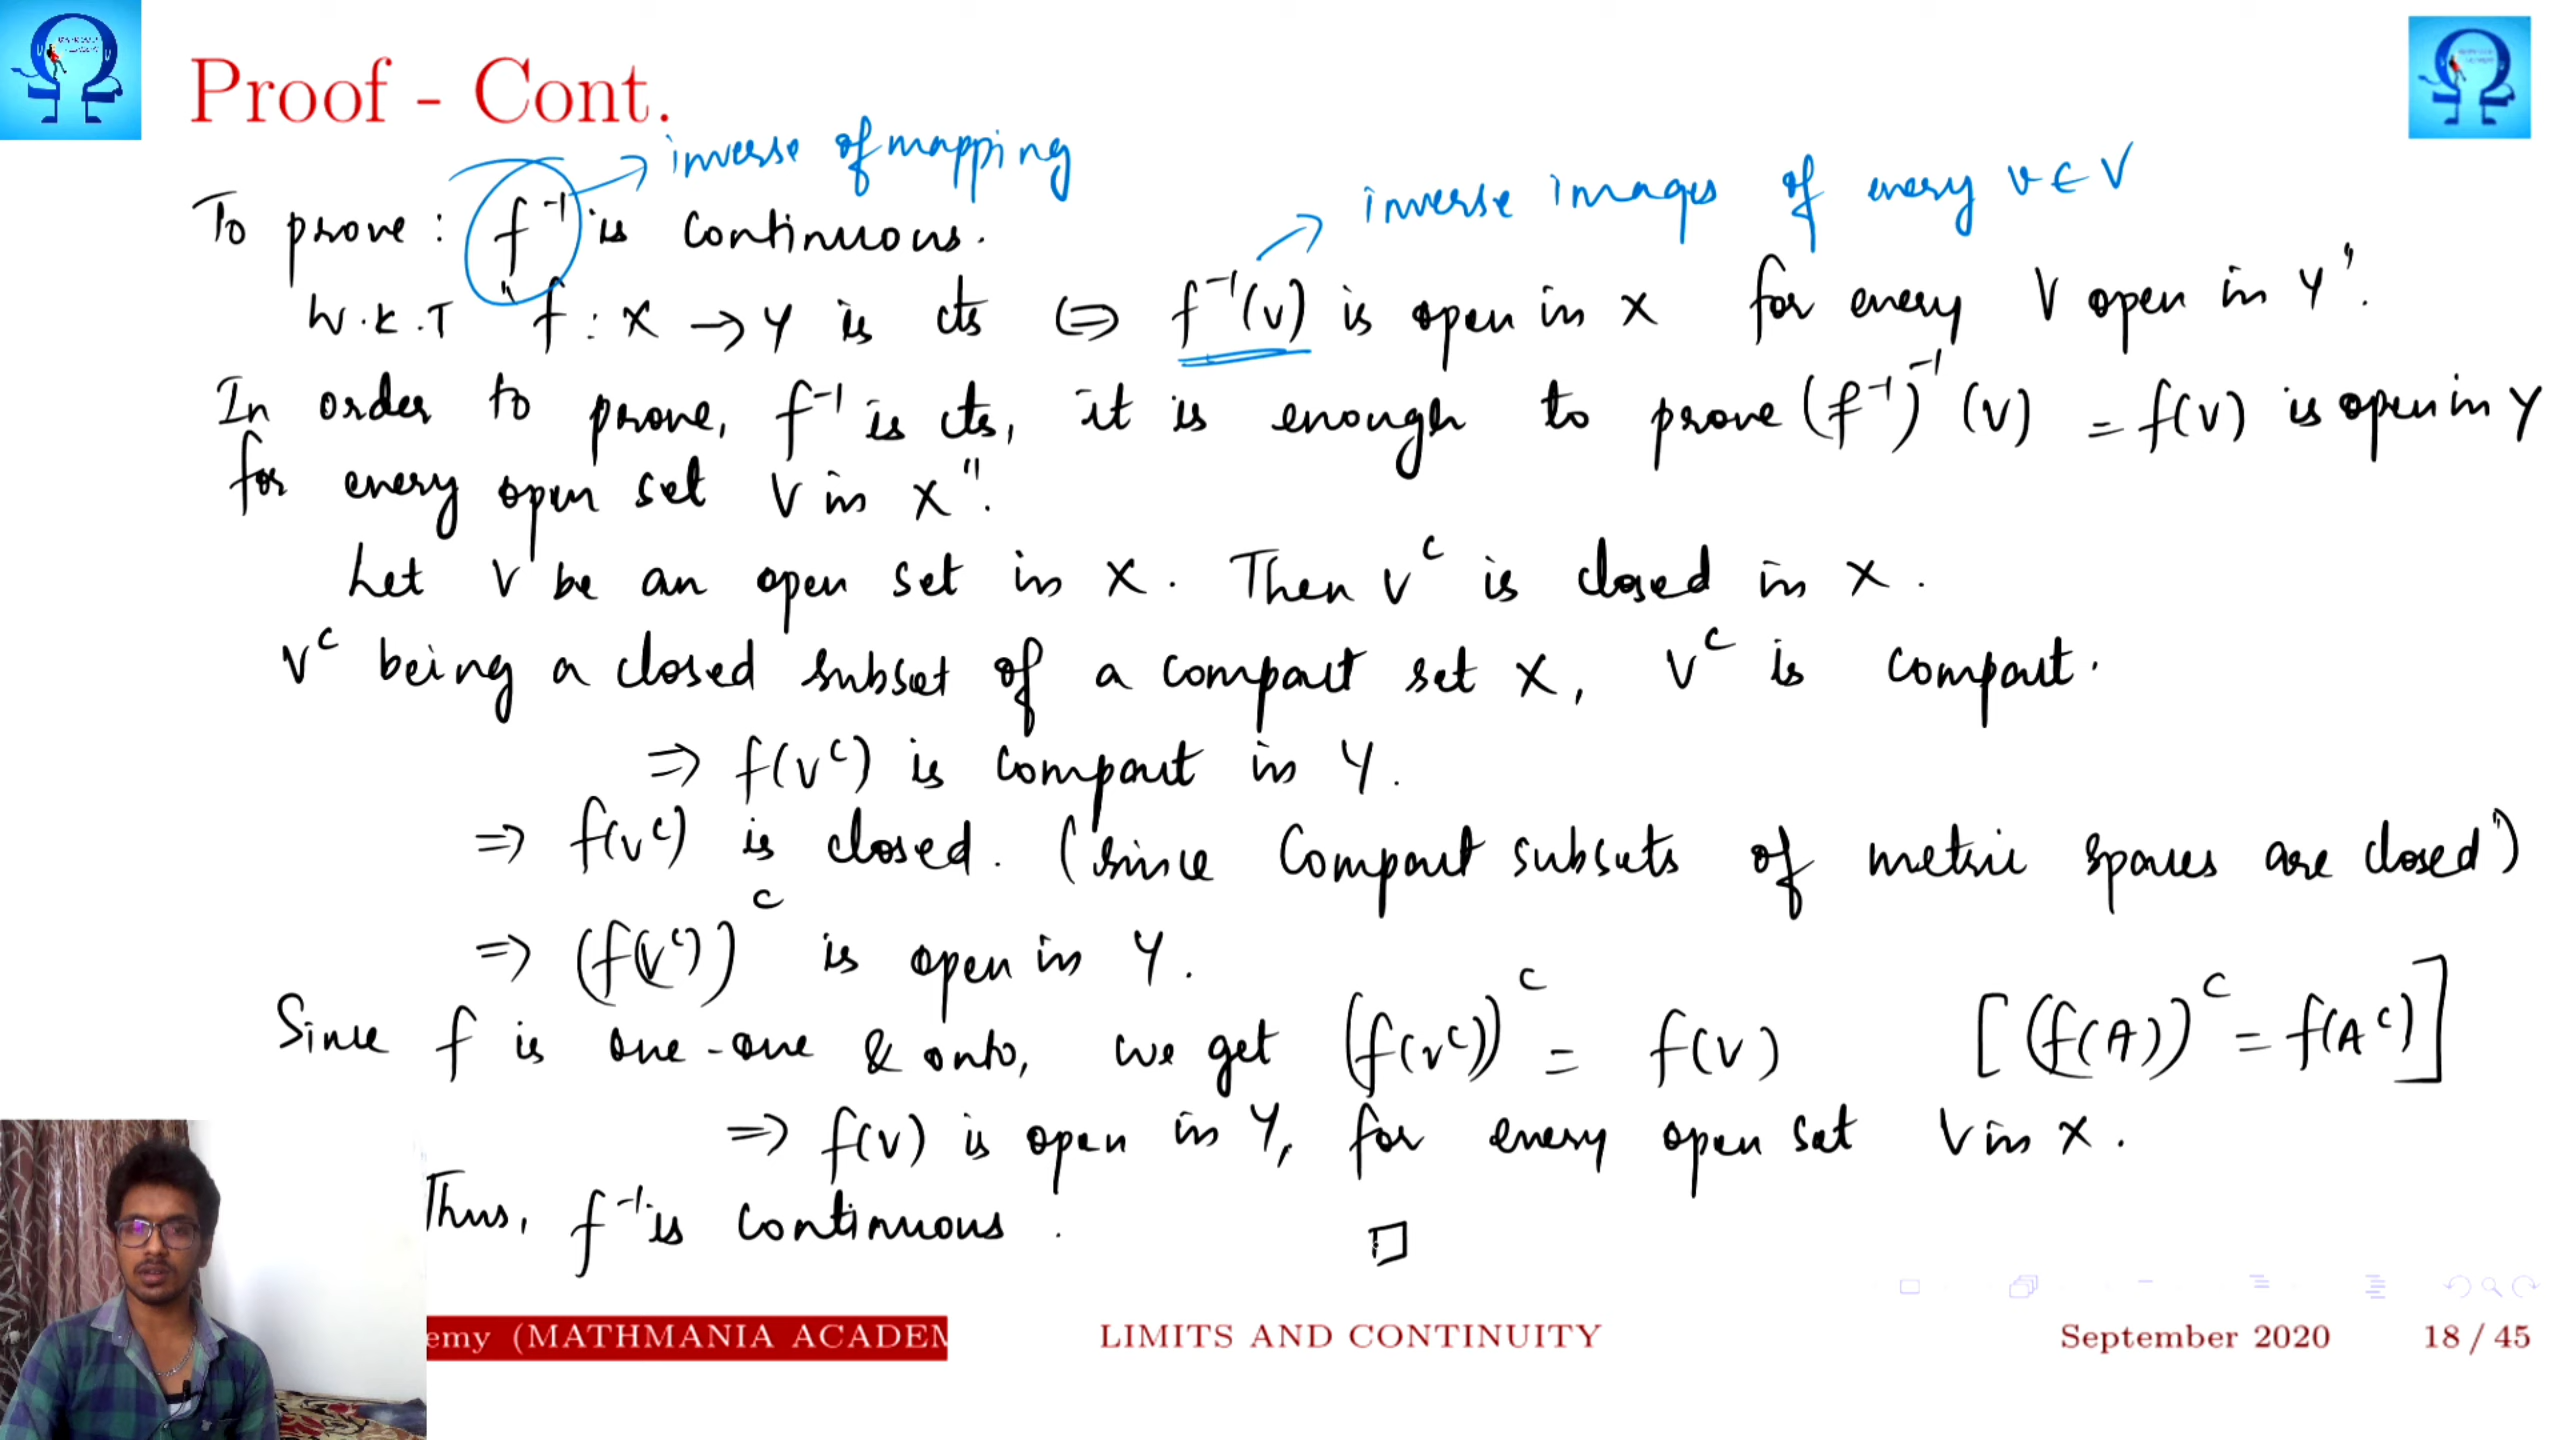 Proof - Cont.
inverse of mapping
inverse images of every v ∈ V
To prove : f⁻¹ is continuous.
W.K.T "f : X → Y is cts ⇔ f⁻¹(V) is open in X for every V open in Y".
In order to prove, f⁻¹ is cts, it is enough to prove (f⁻¹)⁻¹(V) = f(V) is open in Y
for every open set V in X".
Let V be an open set in X. Then Vᶜ is closed in X.
Vᶜ being a closed subset of a compact set X, Vᶜ is compact.
⇒ f(Vᶜ) is compact in Y.
⇒ f(Vᶜ) is closed. (since Compact subsets of metric spaces are closed")
⇒ (f(Vᶜ))ᶜ is open in Y.
Since f is one-one & onto, we get (f(Vᶜ))ᶜ = f(V) [(f(A))ᶜ = f(Aᶜ)]
⇒ f(V) is open in Y, for every open set V in X.
Thus, f⁻¹ is continuous.
emy (MATHMANIA ACADEM LIMITS AND CONTINUITY September 2020 18 / 45